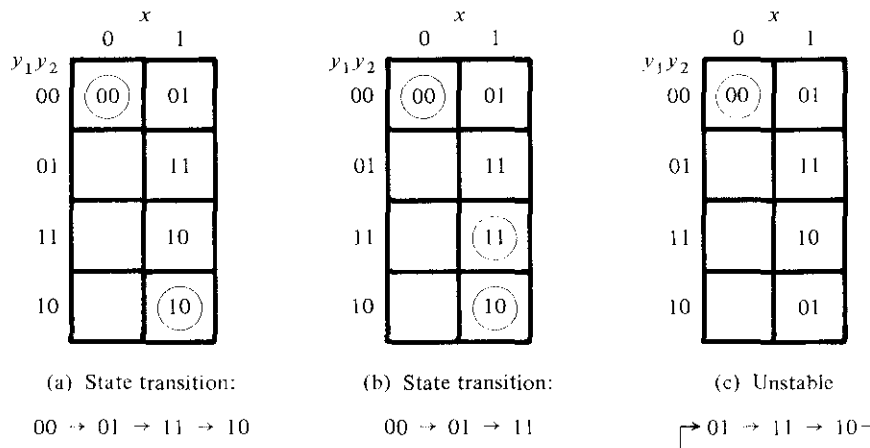 x x x
0 1 0 1 0 1
y1y2 y1y2 y1y2
00 00 01 00 00 01 00 00 01
01 11 01 11 01 11
11 10 11 11 11 10
10 10 10 10 10 01
(a) State transition: (b) State transition: (c) Unstable
00 → 01 → 11 → 10 00 → 01 → 11 → 01 → 11 → 10